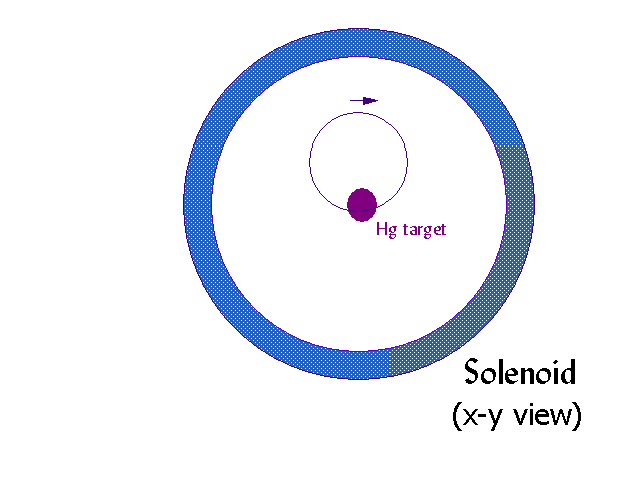 Hg target
Solenoid
(x-y view)